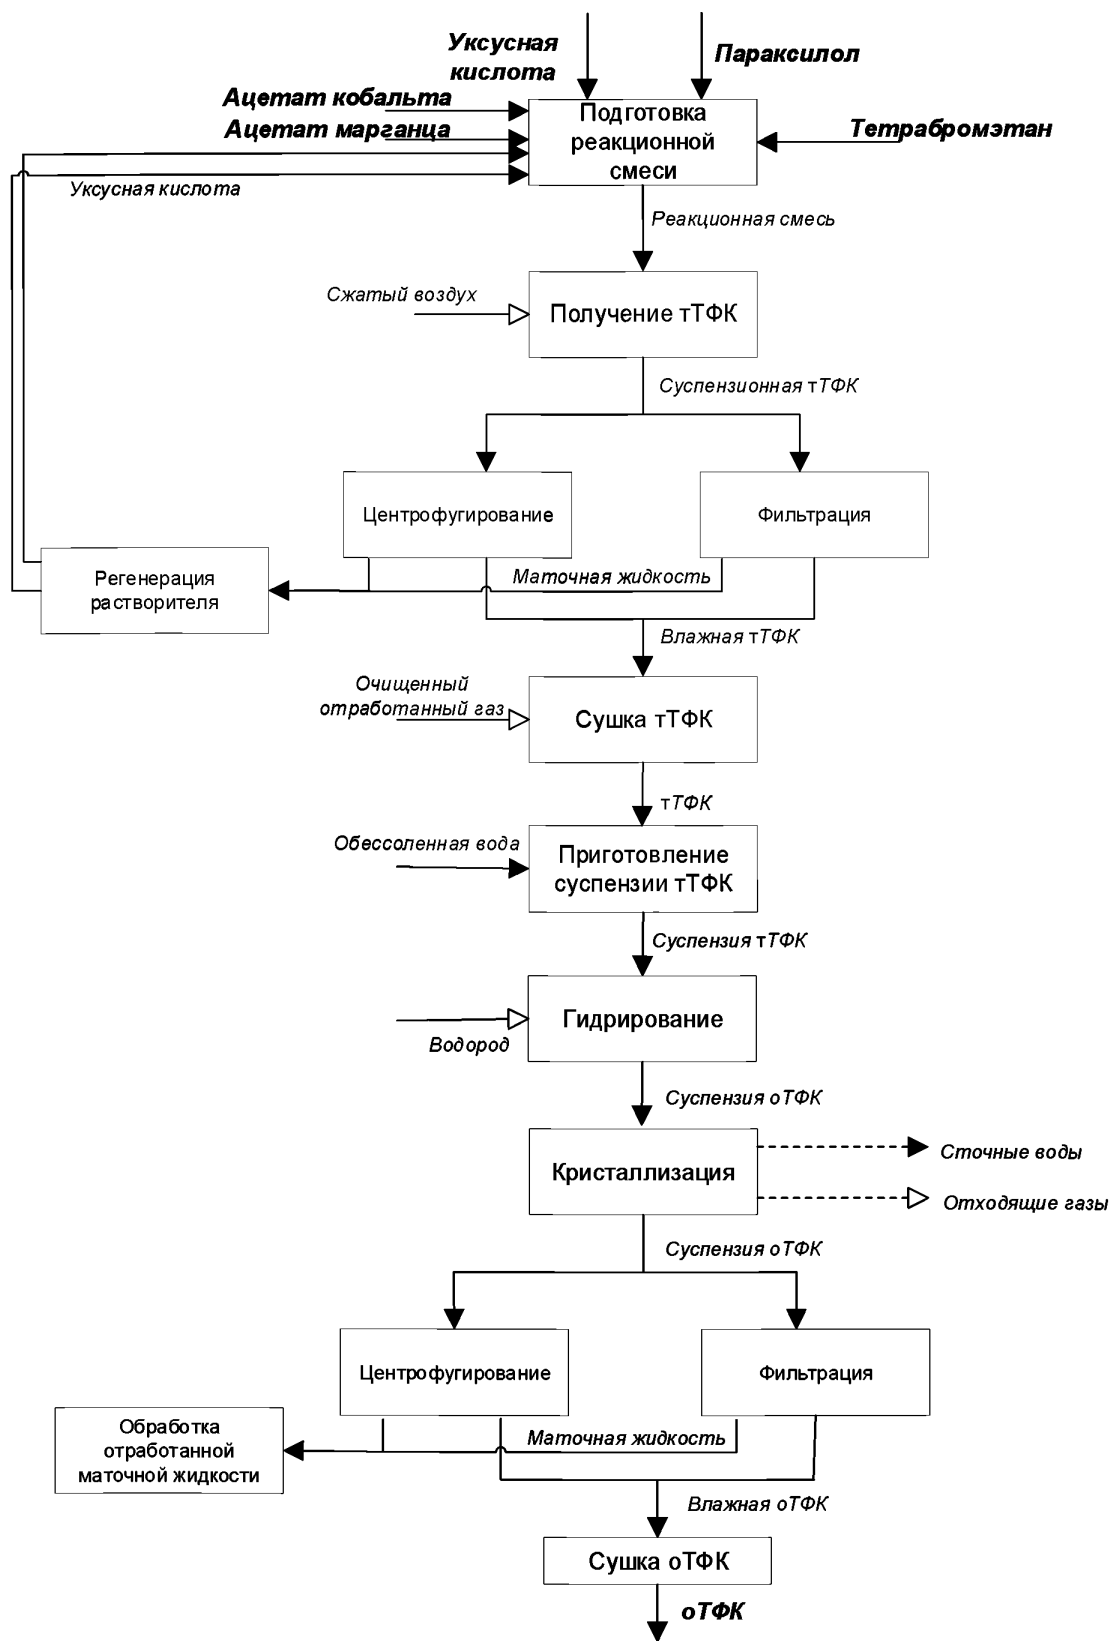 Уксусная
кислота
Параксилол
Ацетат кобальта
Ацетат марганца
Подготовка
реакционной
смеси
Тетрабромэтан
Уксусная кислота
Реакционная смесь
Сжатый воздух
Получение тТФК
Суспензионная тТФК
Центрофугирование
Фильтрация
Регенерация
растворителя
Маточная жидкость
Влажная тТФК
Очищенный
отработанный газ
Сушка тТФК
тТФК
Обессоленная вода
Приготовление
суспензии тТФК
Суспензия тТФК
Гидрирование
Водород
Суспензия оТФК
Кристаллизация
Сточные воды
Отходящие газы
Суспензия оТФК
Центрофугирование
Фильтрация
Обработка
отработанной
маточной жидкости
Маточная жидкость
Влажная оТФК
Сушка оТФК
оТФК